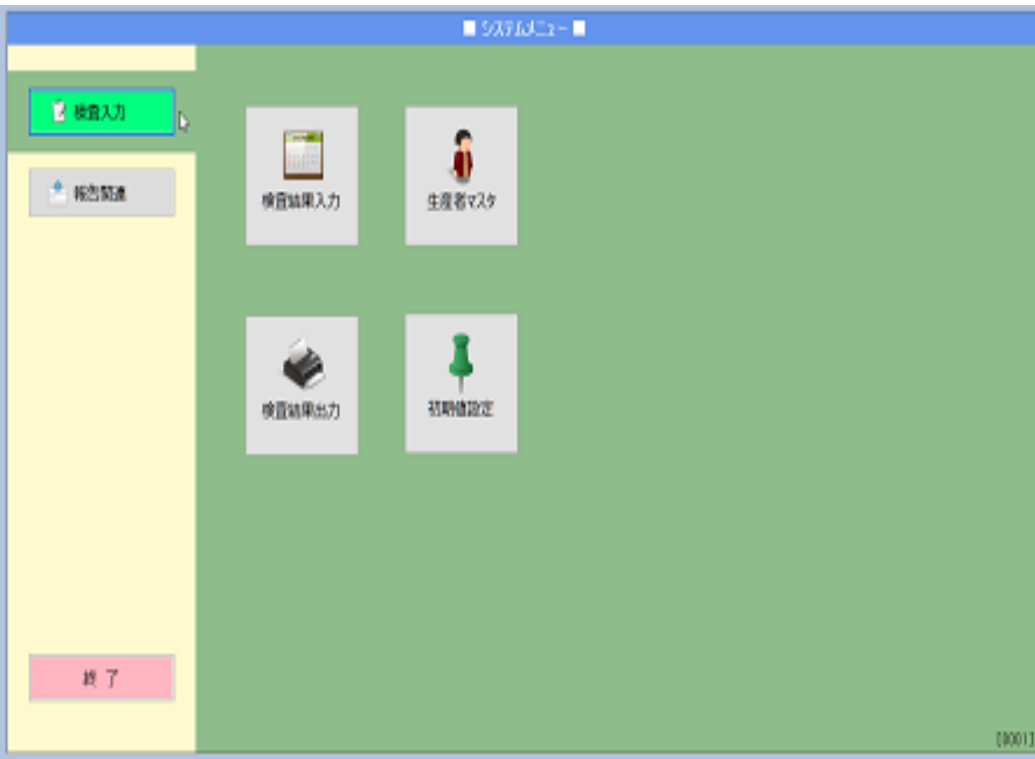 ■ システムメニュー ■
検査入力
報告関連
検査結果入力
生産者マスタ
検査結果出力
初期値設定
終 了
[0001]